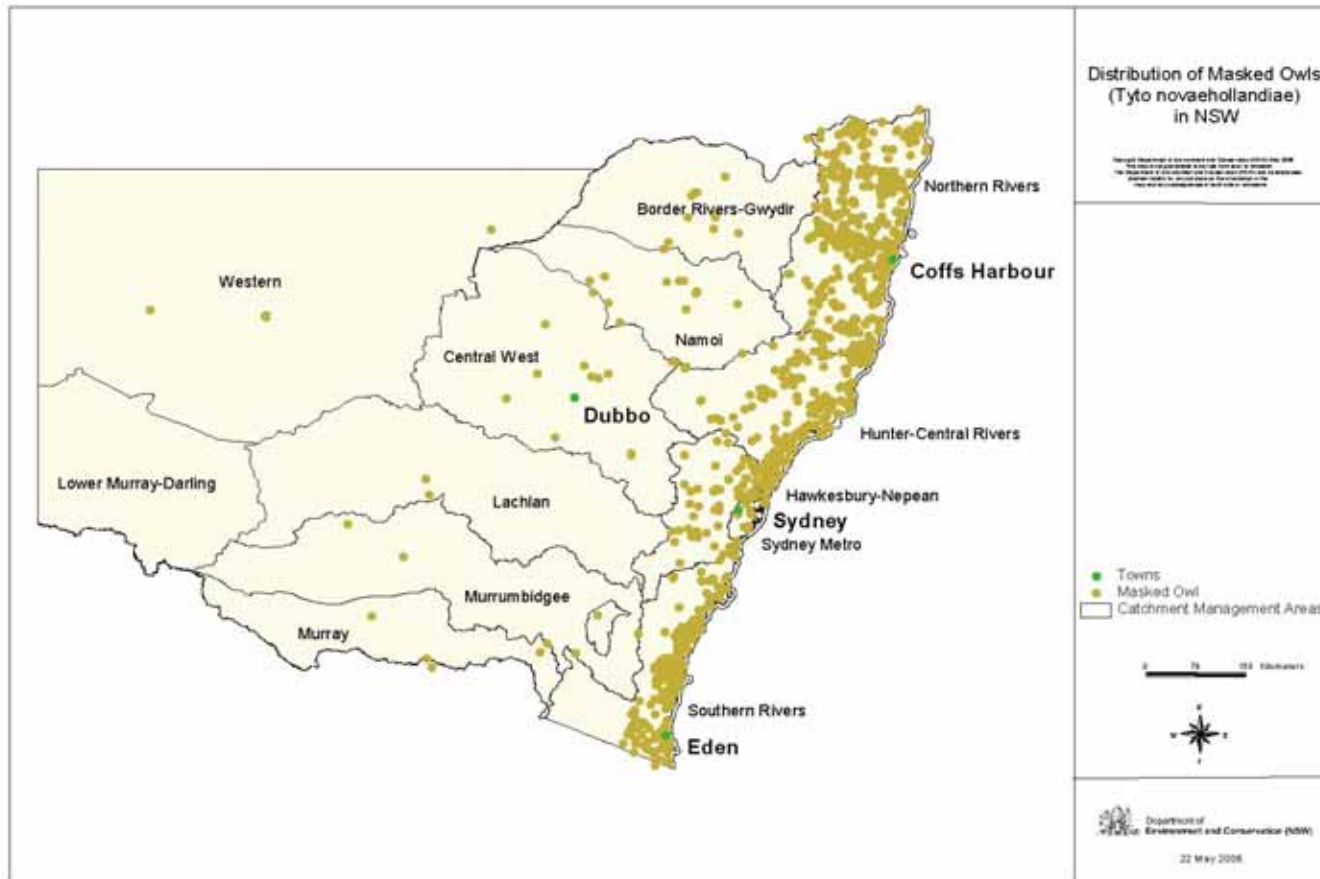 Distribution of Masked Owls
(Tyto novaehollandiae)
in NSW
Northern Rivers
Border Rivers-Gwydir
Coffs Harbour
Western
Namoi
Central West
Dubbo
Hunter-Central Rivers
Lower Murray-Darling
Lachlan
Hawkesbury-Nepean
Sydney
Sydney Metro
Murrumbidgee
Murray
Southern Rivers
Eden
Towns
Masked Owl
Catchment Management Areas
0 Kilometers
W E
Department of
Environment and Conservation (NSW)
22 May 2006